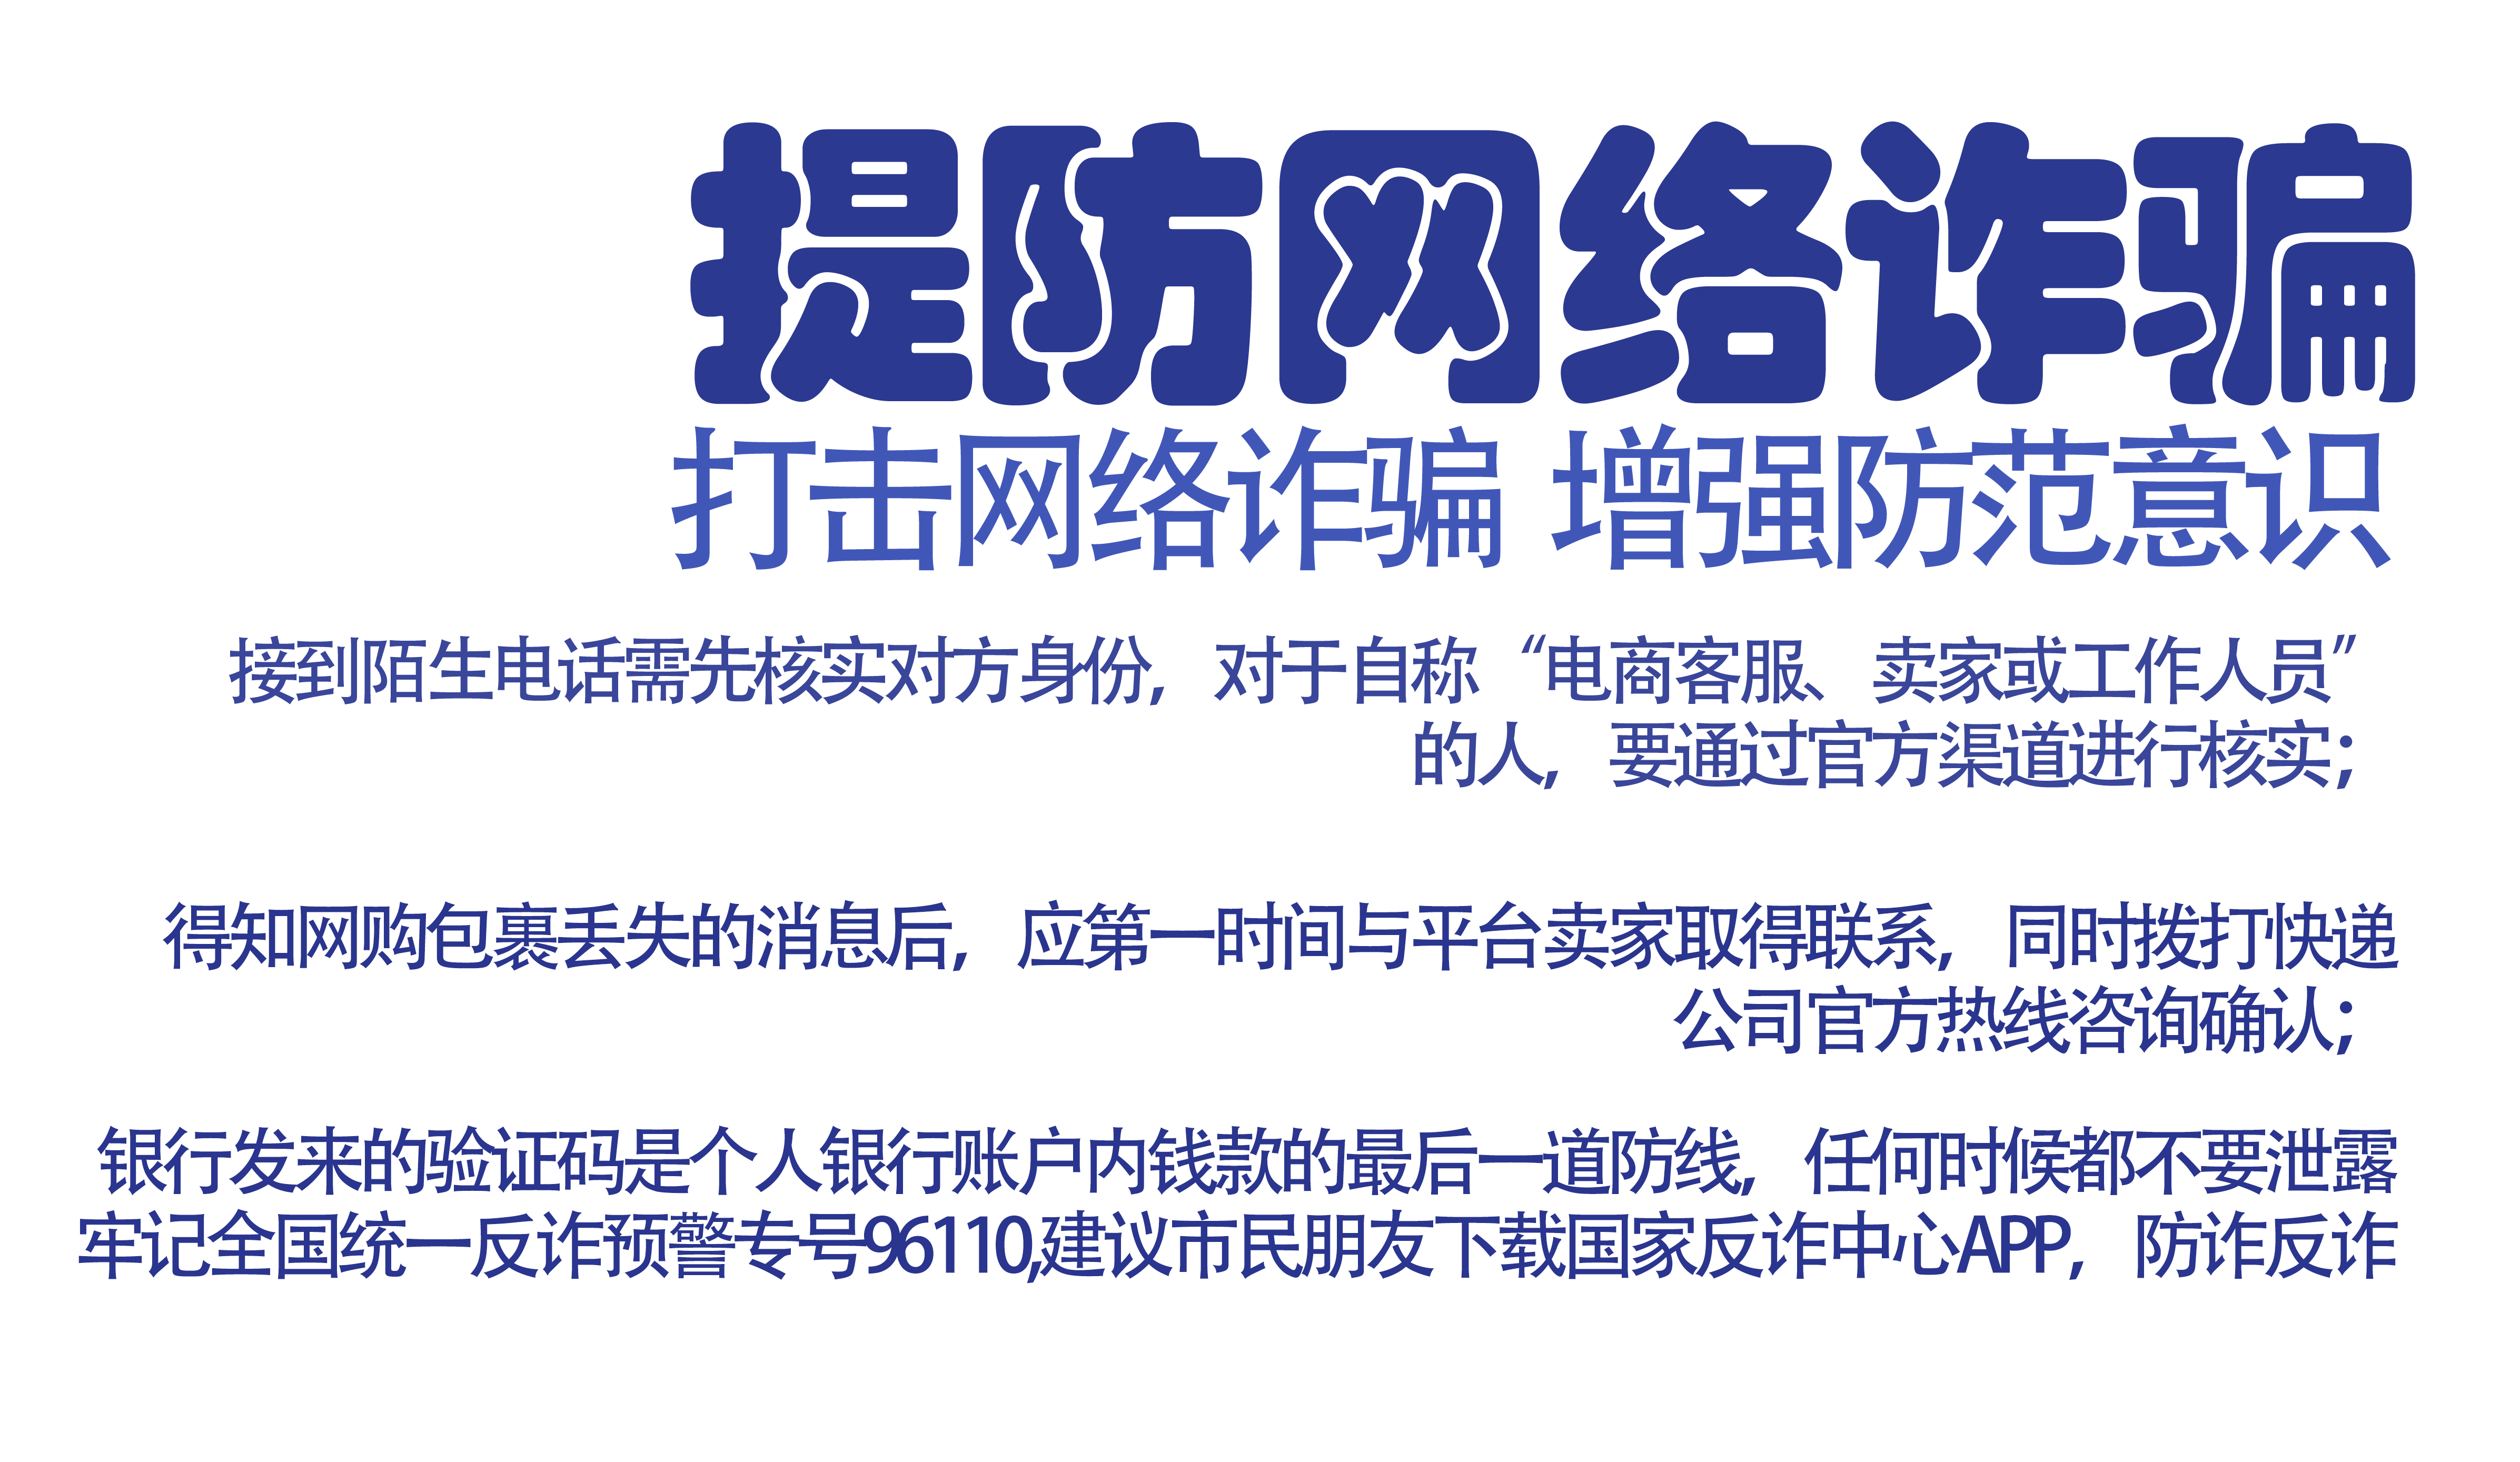 提防网络诈骗
打击网络诈骗 增强防范意识
接到陌生电话需先核实对方身份，对于自称“电商客服、卖家或工作人员”
的人，要通过官方渠道进行核实；
得知网购包裹丢失的消息后，应第一时间与平台卖家取得联系，同时拨打快递
公司官方热线咨询确认；
银行发来的验证码是个人银行账户内钱款的最后一道防线，任何时候都不要泄露
牢记全国统一反诈预警专号96110,建议市民朋友下载国家反诈中心APP，防诈反诈